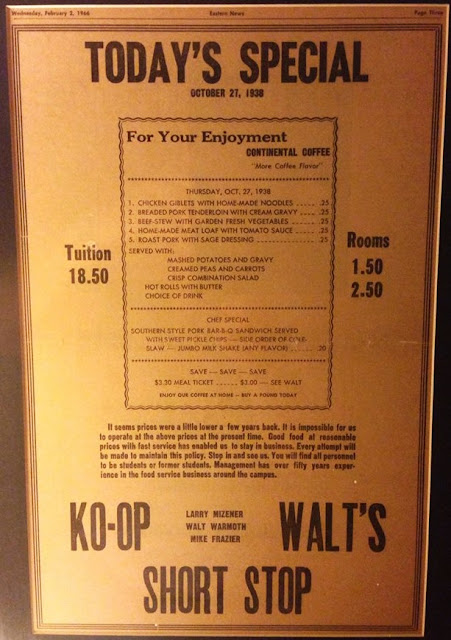 Wednesday, February 2, 1966 Eastern News Page Three
TODAY'S SPECIAL
OCTOBER 27, 1938
For Your Enjoyment
CONTINENTAL COFFEE
"More Coffee Flavor"
THURSDAY, OCT. 27, 1938
1. CHICKEN GIBLETS WITH HOME-MADE NOODLES ..... .25
2. BREADED PORK TENDERLOIN WITH CREAM GRAVY .... .25
3. BEEF-STEW WITH GARDEN FRESH VEGETABLES ....... .25
4. HOME-MADE MEAT LOAF WITH TOMATO SAUCE ....... .25
5. ROAST PORK WITH SAGE DRESSING ................ .25
SERVED WITH:
MASHED POTATOES AND GRAVY
CREAMED PEAS AND CARROTS
CRISP COMBINATION SALAD
HOT ROLLS WITH BUTTER
CHOICE OF DRINK
Tuition
18.50
Rooms
1.50
2.50
CHEF SPECIAL
SOUTHERN STYLE PORK BAR-B-Q SANDWICH SERVED
WITH SWEET PICKLE CHIPS — SIDE ORDER OF COLE-
SLAW — JUMBO MILK SHAKE (ANY FLAVOR) ...... .20
SAVE — SAVE — SAVE
$3.30 MEAL TICKET ...... $3.00 — SEE WALT
ENJOY OUR COFFEE AT HOME — BUY A POUND TODAY
It seems prices were a little lower a few years back. It is impossible for us
to operate at the above prices at the present time. Good food at reasonable
prices with fast service has enabled us to stay in business. Every attempt will
be made to maintain this policy. Stop in and see us. You will find all personnel
to be students or former students. Management has over fifty years exper-
ience in the food service business around the campus.
KO-OP
LARRY MIZENER
WALT WARMOTH
MIKE FRAZIER
WALT'S
SHORT STOP